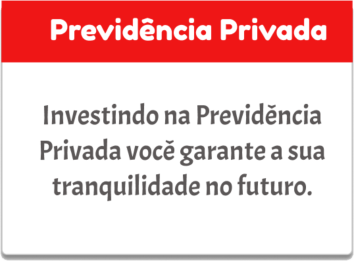 Previdência Privada
Investindo na Previdência
Privada você garante a sua
tranquilidade no futuro.